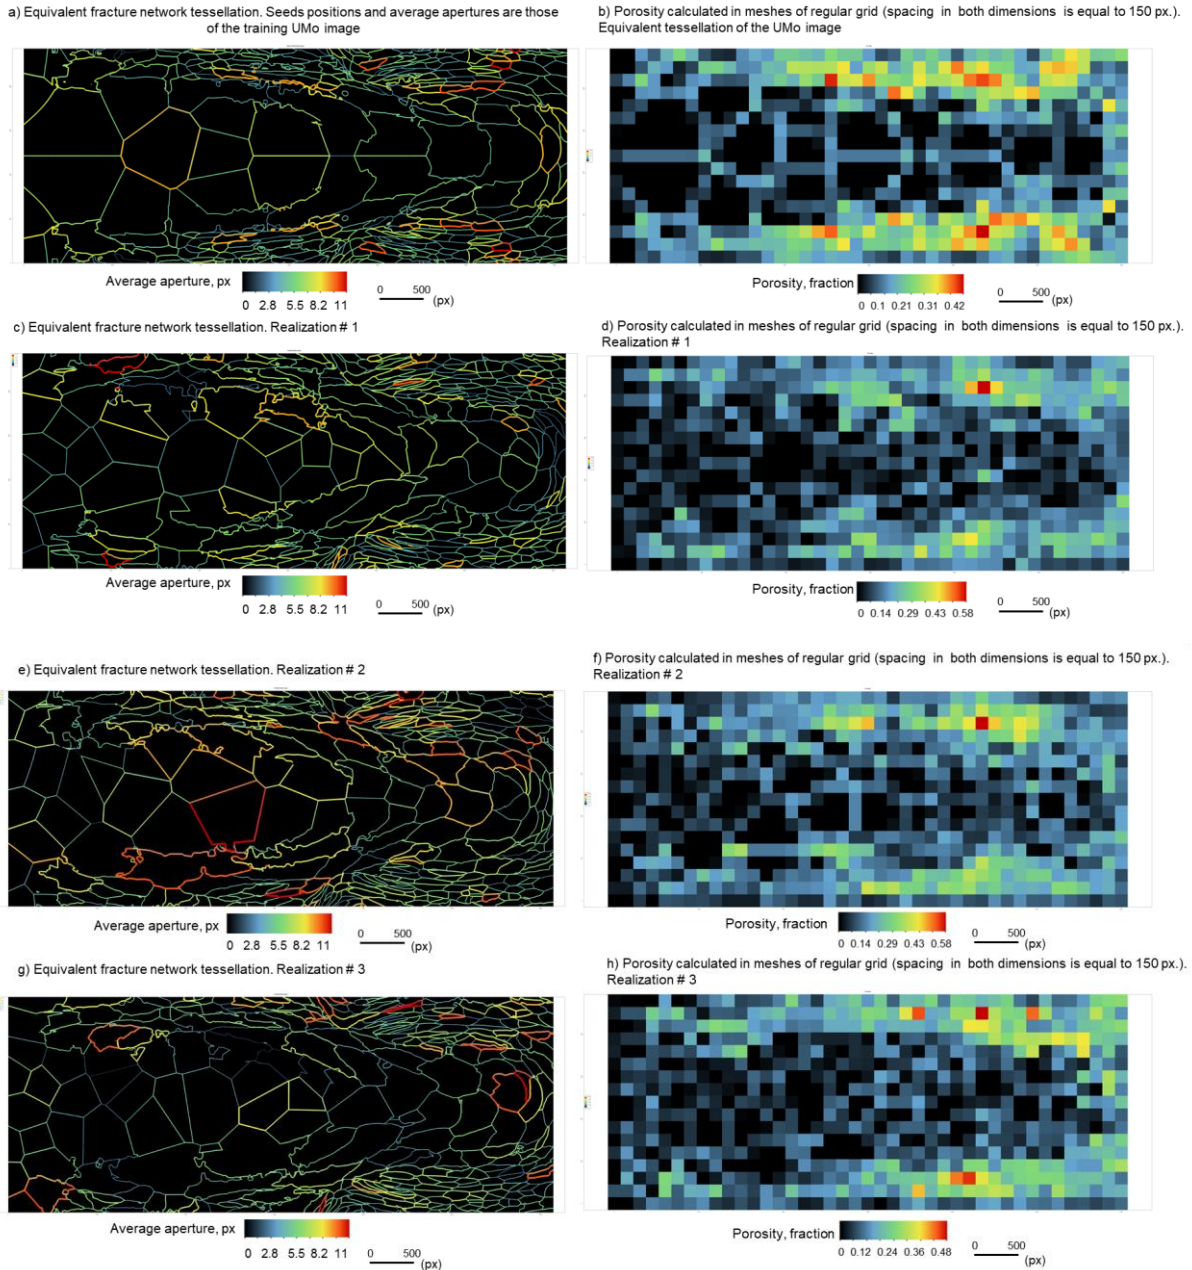 a) Equivalent fracture network tessellation. Seeds positions and average apertures are those
of the training UMo image
b) Porosity calculated in meshes of regular grid (spacing in both dimensions is equal to 150 px.).
Equivalent tessellation of the UMo image
Average aperture, px
0 2.8 5.5 8.2 11
0 500
(px)
Porosity, fraction
0 0.1 0.21 0.31 0.42
0 500
(px)
c) Equivalent fracture network tessellation. Realization # 1
d) Porosity calculated in meshes of regular grid (spacing in both dimensions is equal to 150 px.).
Realization # 1
Average aperture, px
0 2.8 5.5 8.2 11
0 500
(px)
Porosity, fraction
0 0.14 0.29 0.43 0.58
0 500
(px)
e) Equivalent fracture network tessellation. Realization # 2
f) Porosity calculated in meshes of regular grid (spacing in both dimensions is equal to 150 px.).
Realization # 2
Average aperture, px
0 2.8 5.5 8.2 11
0 500
(px)
Porosity, fraction
0 0.14 0.29 0.43 0.58
0 500
(px)
g) Equivalent fracture network tessellation. Realization # 3
h) Porosity calculated in meshes of regular grid (spacing in both dimensions is equal to 150 px.).
Realization # 3
Average aperture, px
0 2.8 5.5 8.2 11
0 500
(px)
Porosity, fraction
0 0.12 0.24 0.36 0.48
0 500
(px)